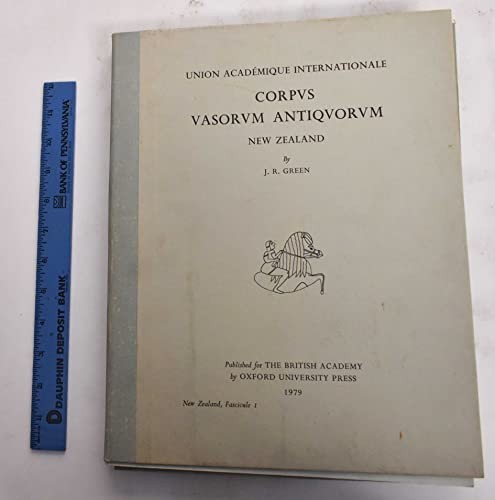 UNION ACADÉMIQUE INTERNATIONALE
CORPVS
VASORVM ANTIQVORVM
NEW ZEALAND
By
J. R. GREEN
Published for THE BRITISH ACADEMY
by OXFORD UNIVERSITY PRESS
1979
New Zealand, Fascicule 1
BANK OF PENNSYLVANIA
DAUPHIN DEPOSIT BANK